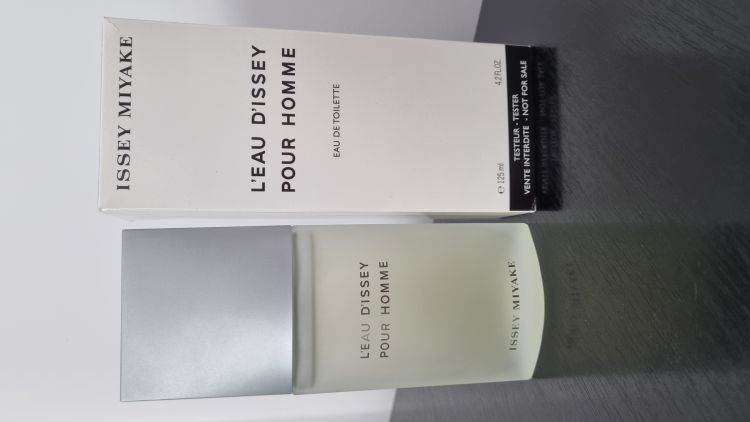 ISSEY MIYAKE
L'EAU D'ISSEY
POUR HOMME
EAU DE TOILETTE
℮ 125 ml 4.2 FL.OZ.
TESTEUR - TESTER
VENTE INTERDITE - NOT FOR SALE
L'EAU D'ISSEY
POUR HOMME
ISSEY MIYAKE